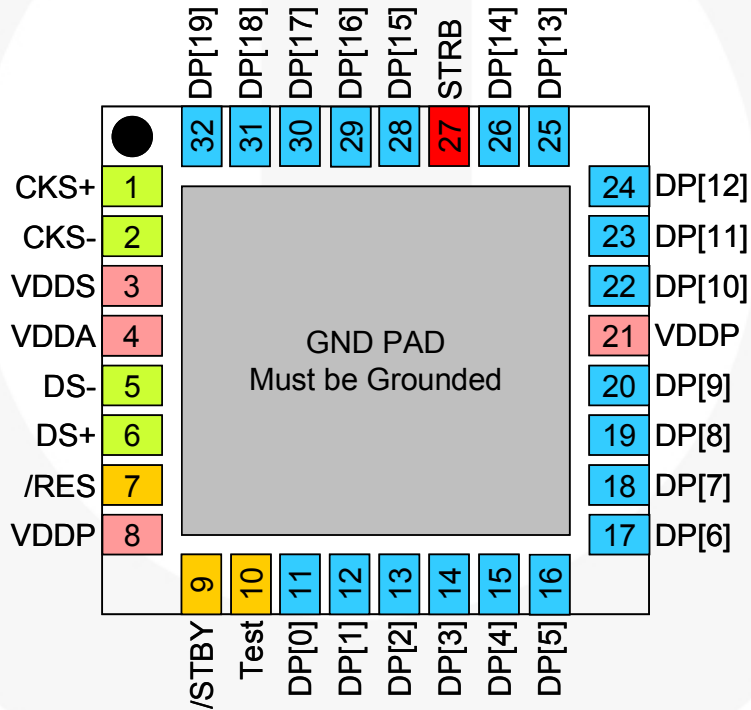 DP[19]
DP[18]
DP[17]
DP[16]
DP[15]
STRB
DP[14]
DP[13]
32
31
30
29
28
27
26
25
CKS+ 1
CKS- 2
VDDS 3
VDDA 4
DS- 5
DS+ 6
/RES 7
VDDP 8
GND PAD
Must be Grounded
24 DP[12]
23 DP[11]
22 DP[10]
21 VDDP
20 DP[9]
19 DP[8]
18 DP[7]
17 DP[6]
9
10
11
12
13
14
15
16
/STBY
Test
DP[0]
DP[1]
DP[2]
DP[3]
DP[4]
DP[5]